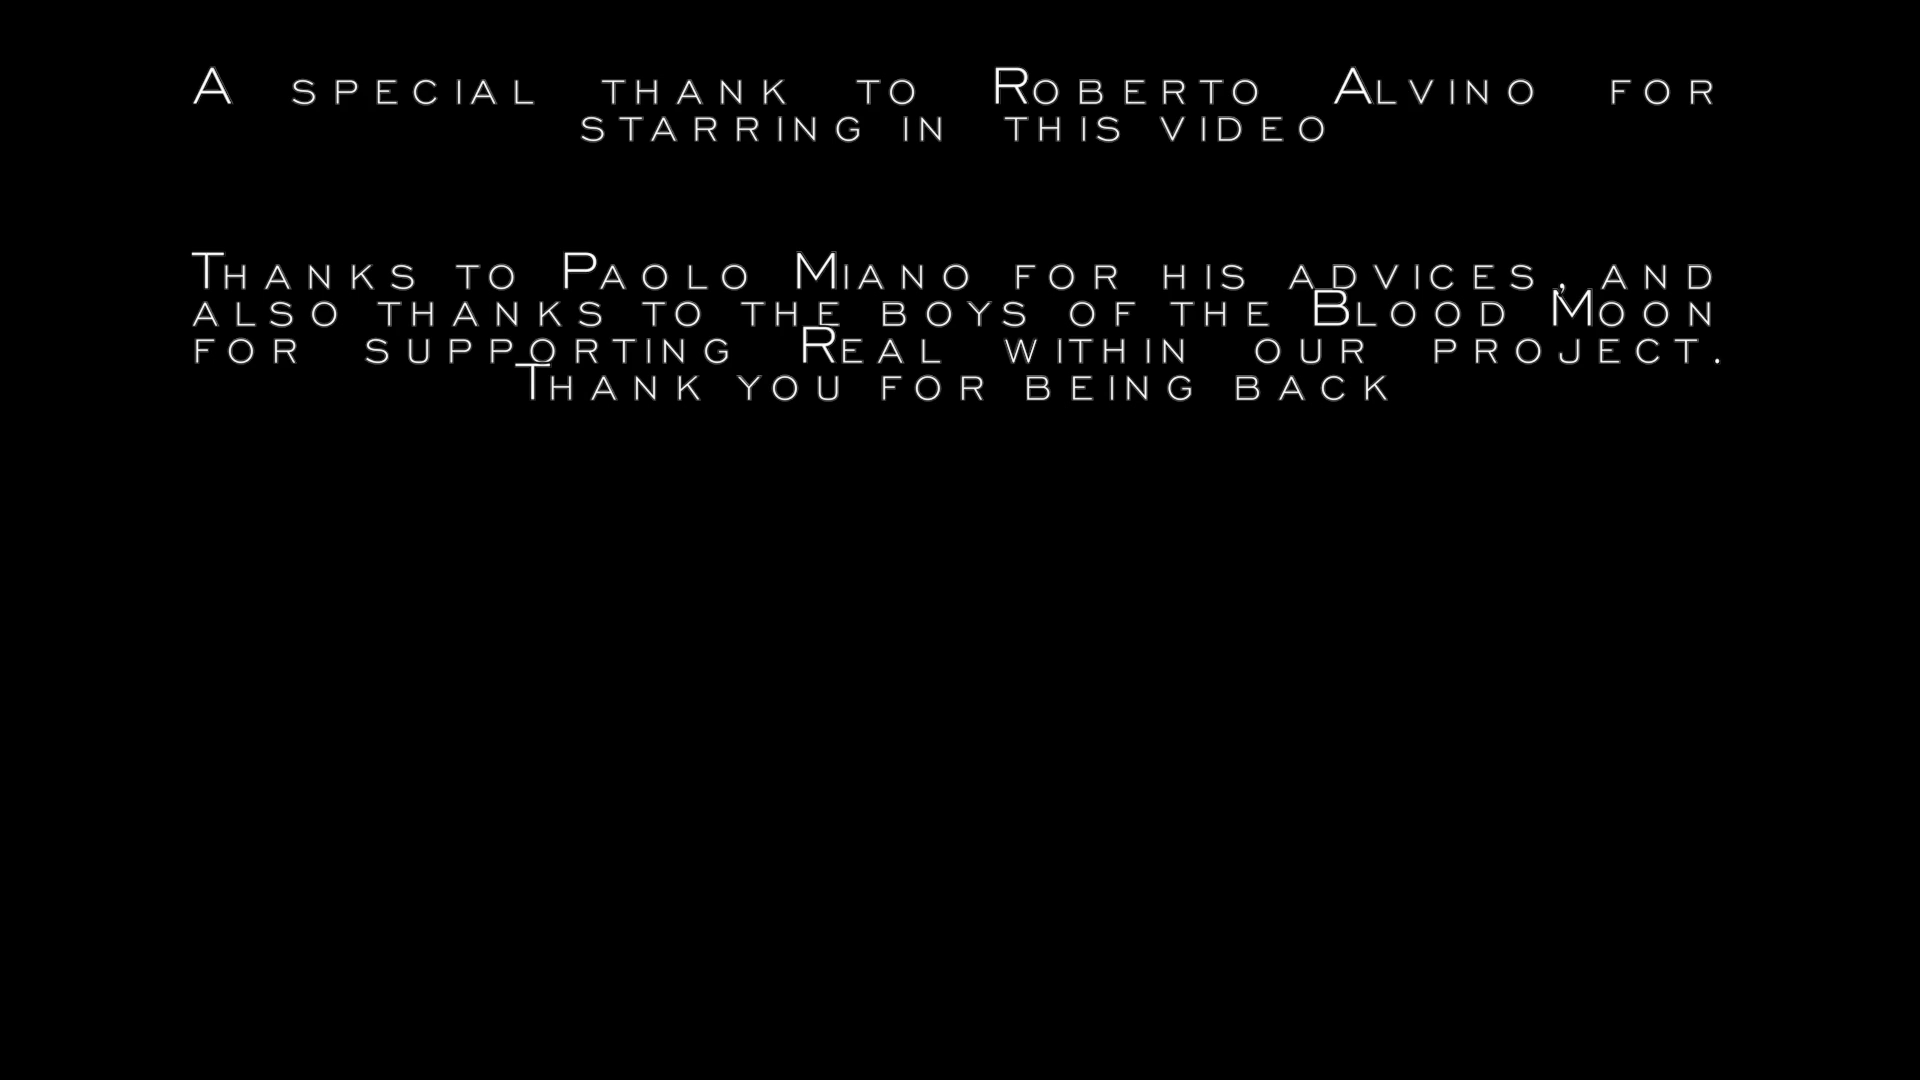 A special thank to Roberto Alvino for
starring in this video
Thanks to Paolo Miano for his advices, and
also thanks to the boys of the Blood Moon
for supporting Real within our project.
Thank you for being back